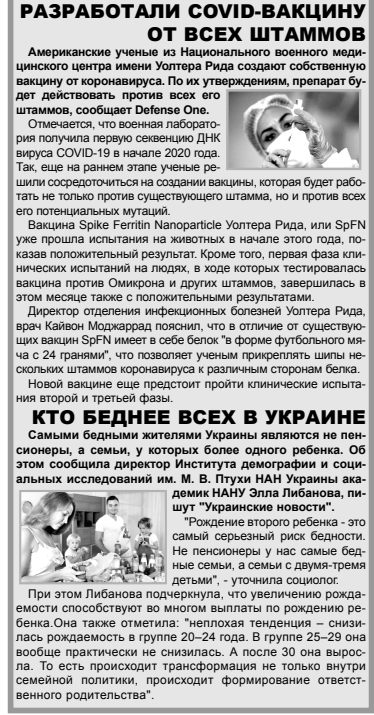 РАЗРАБОТАЛИ COVID-ВАКЦИНУ
ОТ ВСЕХ ШТАММОВ
Американские ученые из Национального военного меди-
цинского центра имени Уолтера Рида создают собственную
вакцину от коронавируса. По их утверждениям, препарат бу-
дет действовать против всех его
штаммов, сообщает Defense One.
Отмечается, что военная лаборато-
рия получила первую секвенцию ДНК
вируса COVID-19 в начале 2020 года.
Так, еще на раннем этапе ученые ре-
шили сосредоточиться на создании вакцины, которая будет рабо-
тать не только против существующего штамма, но и против всех
его потенциальных мутаций.
Вакцина Spike Ferritin Nanoparticle Уолтера Рида, или SpFN
уже прошла испытания на животных в начале этого года, по-
казав положительный результат. Кроме того, первая фаза кли-
нических испытаний на людях, в ходе которых тестировалась
вакцина против Омикрона и других штаммов, завершилась в
этом месяце также с положительными результатами.
Директор отделения инфекционных болезней Уолтера Рида,
врач Кайвон Моджаррад пояснил, что в отличие от существую-
щих вакцин SpFN имеет в себе белок "в форме футбольного мя-
ча с 24 гранями", что позволяет ученым прикреплять шипы не-
скольких штаммов коронавируса к различным сторонам белка.
Новой вакцине еще предстоит пройти клинические испыта-
ния второй и третьей фазы.
КТО БЕДНЕЕ ВСЕХ В УКРАИНЕ
Самыми бедными жителями Украины являются не пен-
сионеры, а семьи, у которых более одного ребенка. Об
этом сообщила директор Института демографии и соци-
альных исследований им. М. В. Птухи НАН Украины ака-
демик НАНУ Элла Либанова, пи-
шут "Украинские новости".
"Рождение второго ребенка - это
самый серьезный риск бедности.
Не пенсионеры у нас самые бед-
ные семьи, а семьи с двумя-тремя
детьми", - уточнила социолог.
При этом Либанова подчеркнула, что увеличению рожда-
емости способствуют во многом выплаты по рождению ре-
бенка.Она также отметила: "неплохая тенденция – снизи-
лась рождаемость в группе 20–24 года. В группе 25–29 она
вообще практически не снизилась. А после 30 она вырос-
ла. То есть происходит трансформация не только внутри
семейной политики, происходит формирование ответст-
венного родительства".